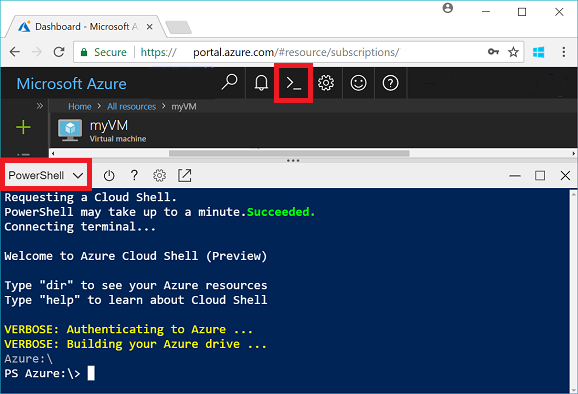 Dashboard - Microsoft A
Secure https:// portal.azure.com/#resource/subscriptions/
Microsoft Azure
Home > All resources > myVM
myVM
Virtual machine
PowerShell
Requesting a Cloud Shell.
PowerShell may take up to a minute.Succeeded.
Connecting terminal...
Welcome to Azure Cloud Shell (Preview)
Type "dir" to see your Azure resources
Type "help" to learn about Cloud Shell
VERBOSE: Authenticating to Azure ...
VERBOSE: Building your Azure drive ...
Azure:\
PS Azure:\>